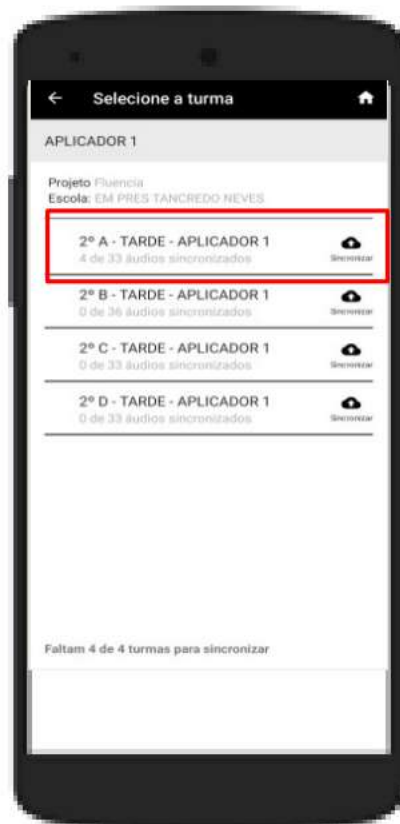 Selecione a turma
APLICADOR 1
Projeto Fluencia
Escola: EM PRES TANCREDO NEVES
2º A - TARDE - APLICADOR 1
4 de 33 áudios sincronizados
Sincronizar
2º B - TARDE - APLICADOR 1
0 de 36 áudios sincronizados
Sincronizar
2º C - TARDE - APLICADOR 1
0 de 33 áudios sincronizados
Sincronizar
2º D - TARDE - APLICADOR 1
0 de 33 áudios sincronizados
Sincronizar
Faltam 4 de 4 turmas para sincronizar